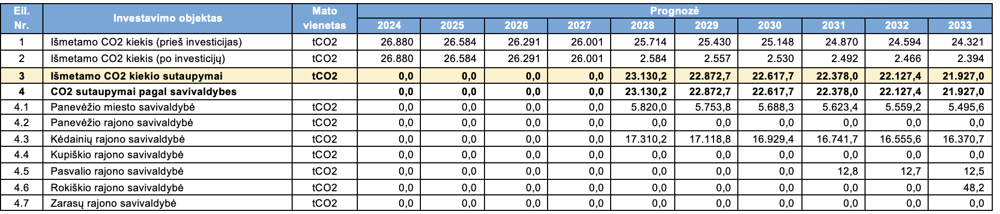 Eil. Nr. Investavimo objektas Mato vienetas Prognozė
2024 2025 2026 2027 2028 2029 2030 2031 2032 2033
1 Išmetamo CO2 kiekis (prieš investicijas) tCO2 26.880 26.584 26.291 26.001 25.714 25.430 25.148 24.870 24.594 24.321
2 Išmetamo CO2 kiekis (po investicijų) tCO2 26.880 26.584 26.291 26.001 2.584 2.557 2.530 2.492 2.466 2.394
3 Išmetamo CO2 kiekio sutaupymai tCO2 0,0 0,0 0,0 0,0 23.130,2 22.872,7 22.617,7 22.378,0 22.127,4 21.927,0
4 CO2 sutaupymai pagal savivaldybes 0,0 0,0 0,0 0,0 23.130,2 22.872,7 22.617,7 22.378,0 22.127,4 21.927,0
4.1 Panevėžio miesto savivaldybė tCO2 0,0 0,0 0,0 0,0 5.820,0 5.753,8 5.688,3 5.623,4 5.559,2 5.495,6
4.2 Panevėžio rajono savivaldybė tCO2 0,0 0,0 0,0 0,0 0,0 0,0 0,0 0,0 0,0 0,0
4.3 Kėdainių rajono savivaldybė tCO2 0,0 0,0 0,0 0,0 17.310,2 17.118,8 16.929,4 16.741,7 16.555,6 16.370,7
4.4 Kupiškio rajono savivaldybė tCO2 0,0 0,0 0,0 0,0 0,0 0,0 0,0 0,0 0,0 0,0
4.5 Pasvalio rajono savivaldybė tCO2 0,0 0,0 0,0 0,0 0,0 0,0 0,0 12,8 12,7 12,5
4.6 Rokiškio rajono savivaldybė tCO2 0,0 0,0 0,0 0,0 0,0 0,0 0,0 0,0 0,0 48,2
4.7 Zarasų rajono savivaldybė tCO2 0,0 0,0 0,0 0,0 0,0 0,0 0,0 0,0 0,0 0,0